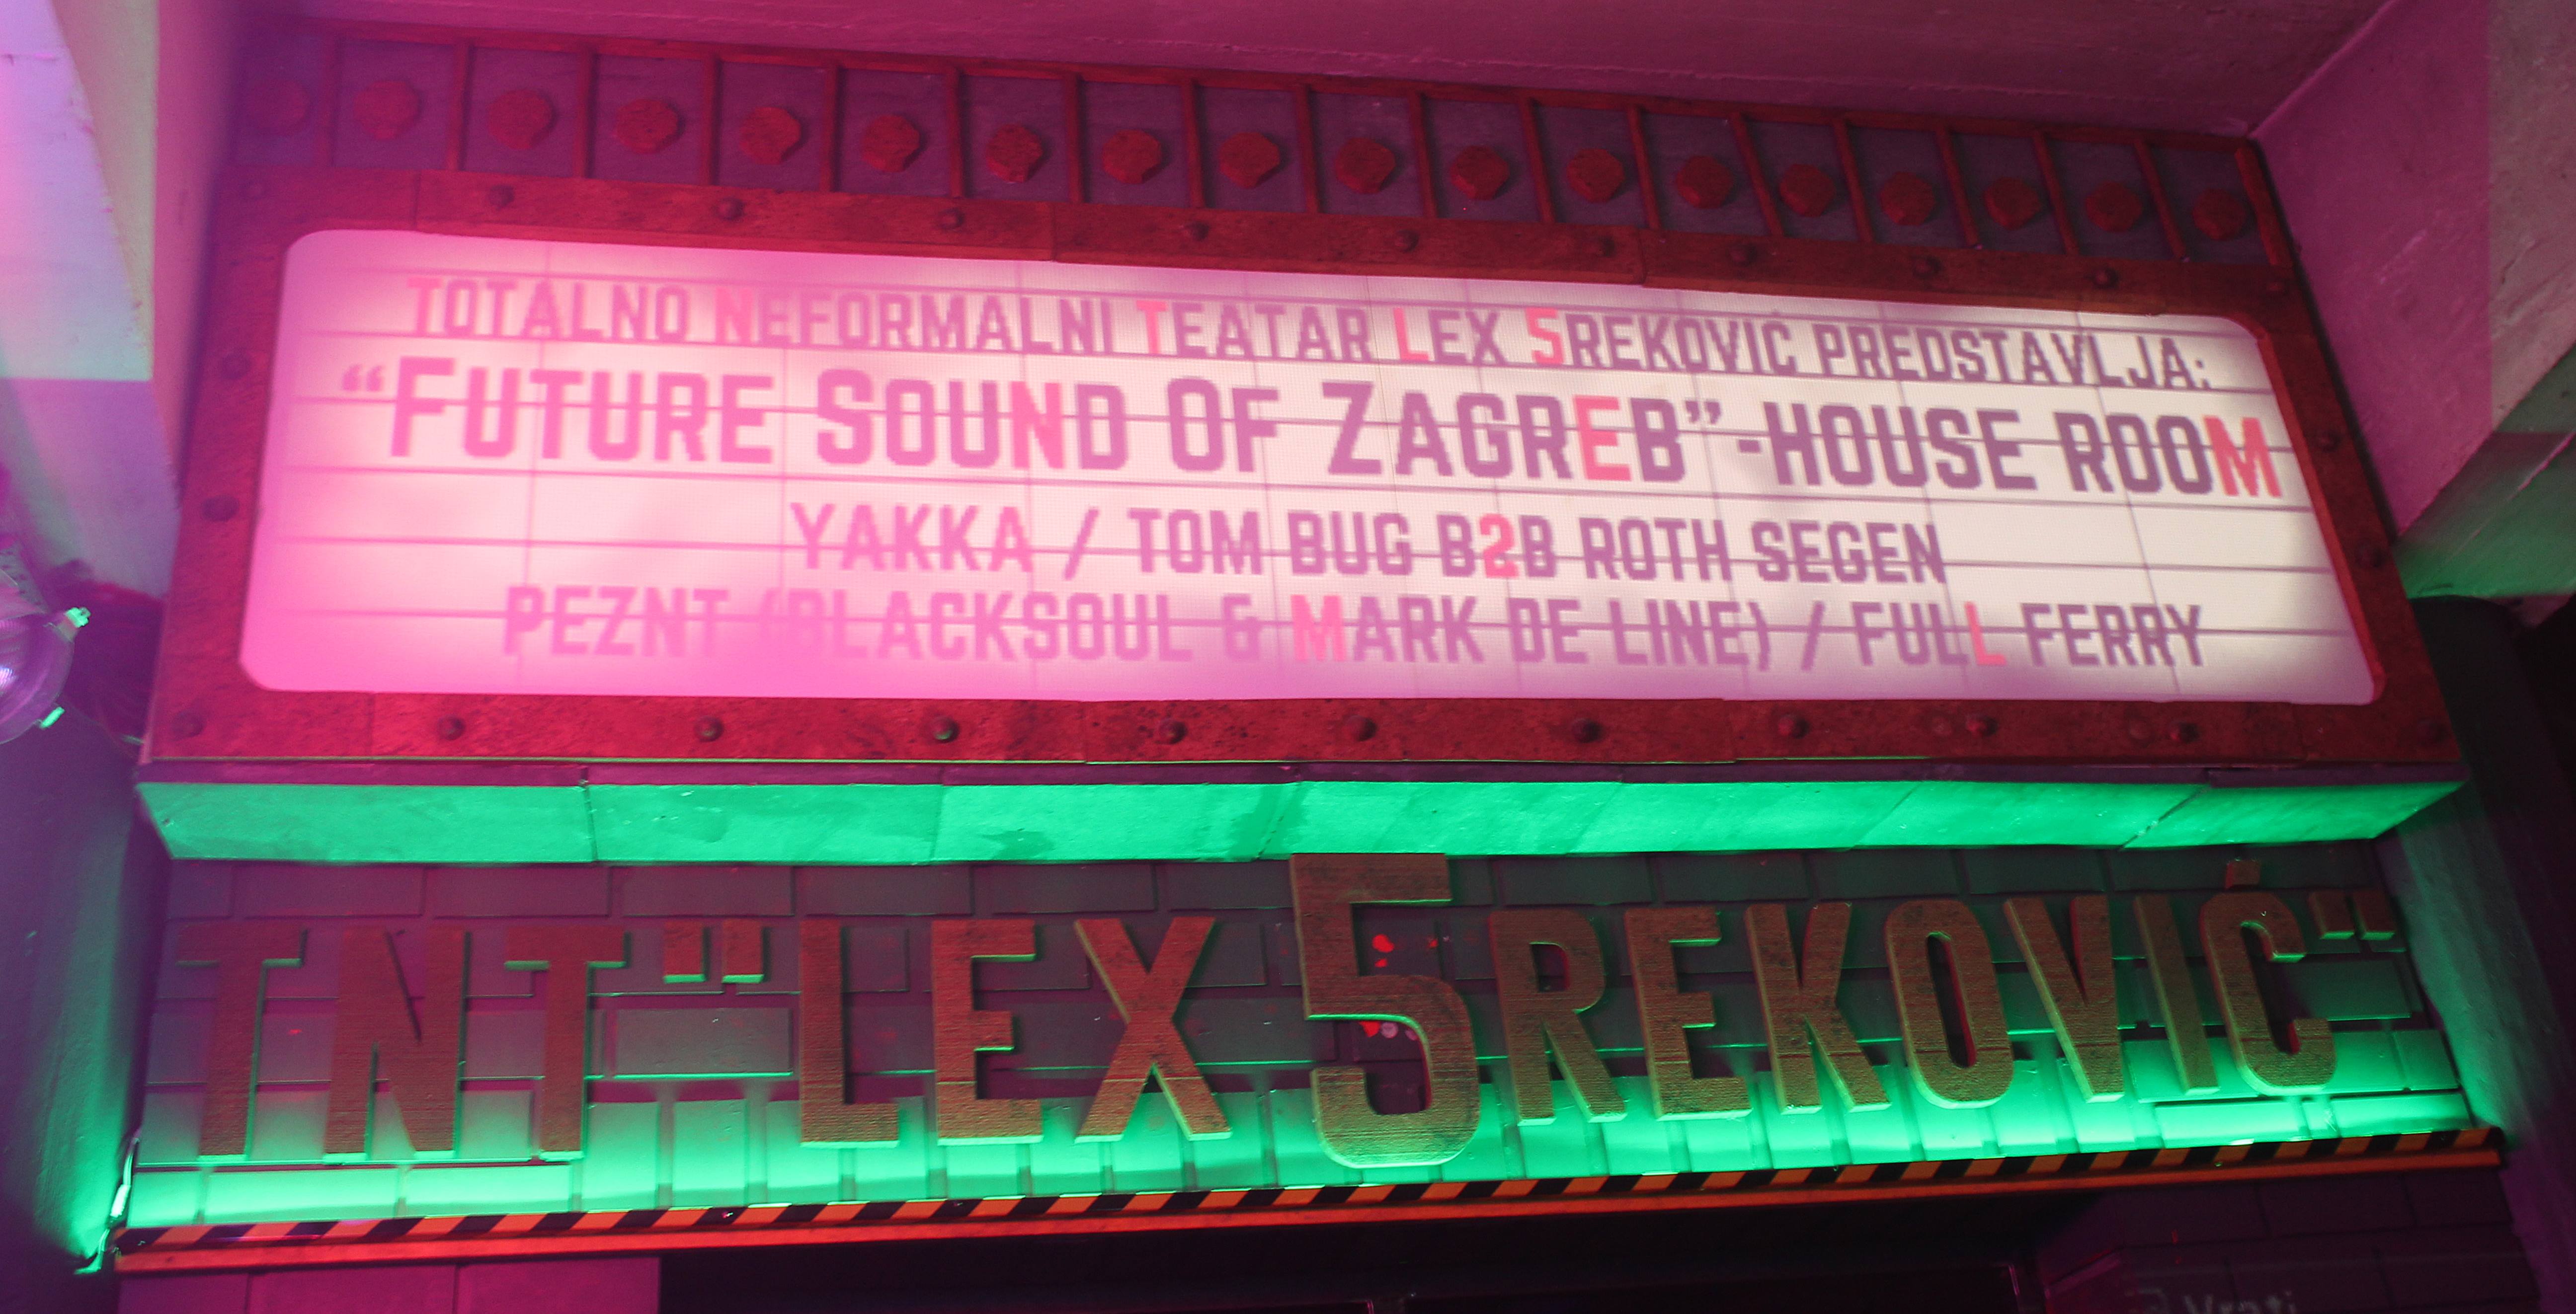 TOTALNO NEFORMALNI TEATAR LEX 5REKOVIĆ PREDSTAVLJA:
“FUTURE SOUND OF ZAGREB”-HOUSE ROOM
YAKKA / TOM BUG B2B ROTH SEGEN
PEZNT (BLACKSOUL & MARK DE LINE) / FULL FERRY
TNT "LEX 5REKOVIĆ"